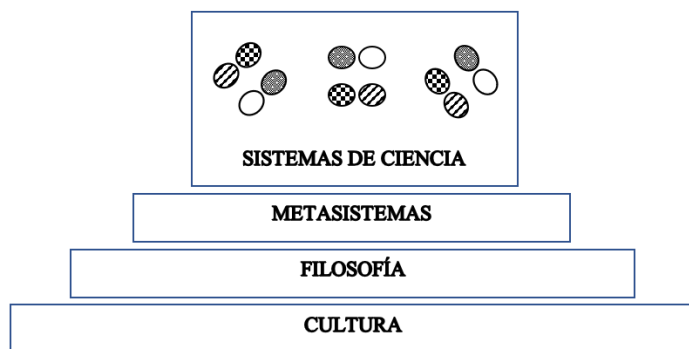 SISTEMAS DE CIENCIA
METASISTEMAS
FILOSOFÍA
CULTURA